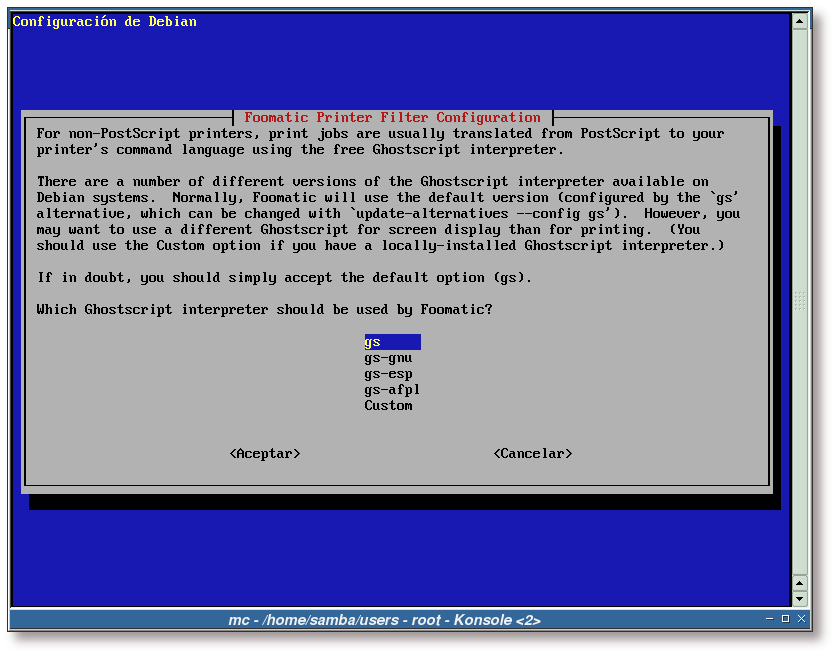 Configuración de Debian
Foomatic Printer Filter Configuration
For non-PostScript printers, print jobs are usually translated from PostScript to your
printer's command language using the free Ghostscript interpreter.
There are a number of different versions of the Ghostscript interpreter available on
Debian systems.  Normally, Foomatic will use the default version (configured by the `gs'
alternative, which can be changed with `update-alternatives --config gs').  However, you
may want to use a different Ghostscript for screen display than for printing.  (You
should use the Custom option if you have a locally-installed Ghostscript interpreter.)
If in doubt, you should simply accept the default option (gs).
Which Ghostscript interpreter should be used by Foomatic?
gs
gs-gnu
gs-esp
gs-afpl
Custom
<Aceptar> <Cancelar>
mc - /home/samba/users - root - Konsole <2>